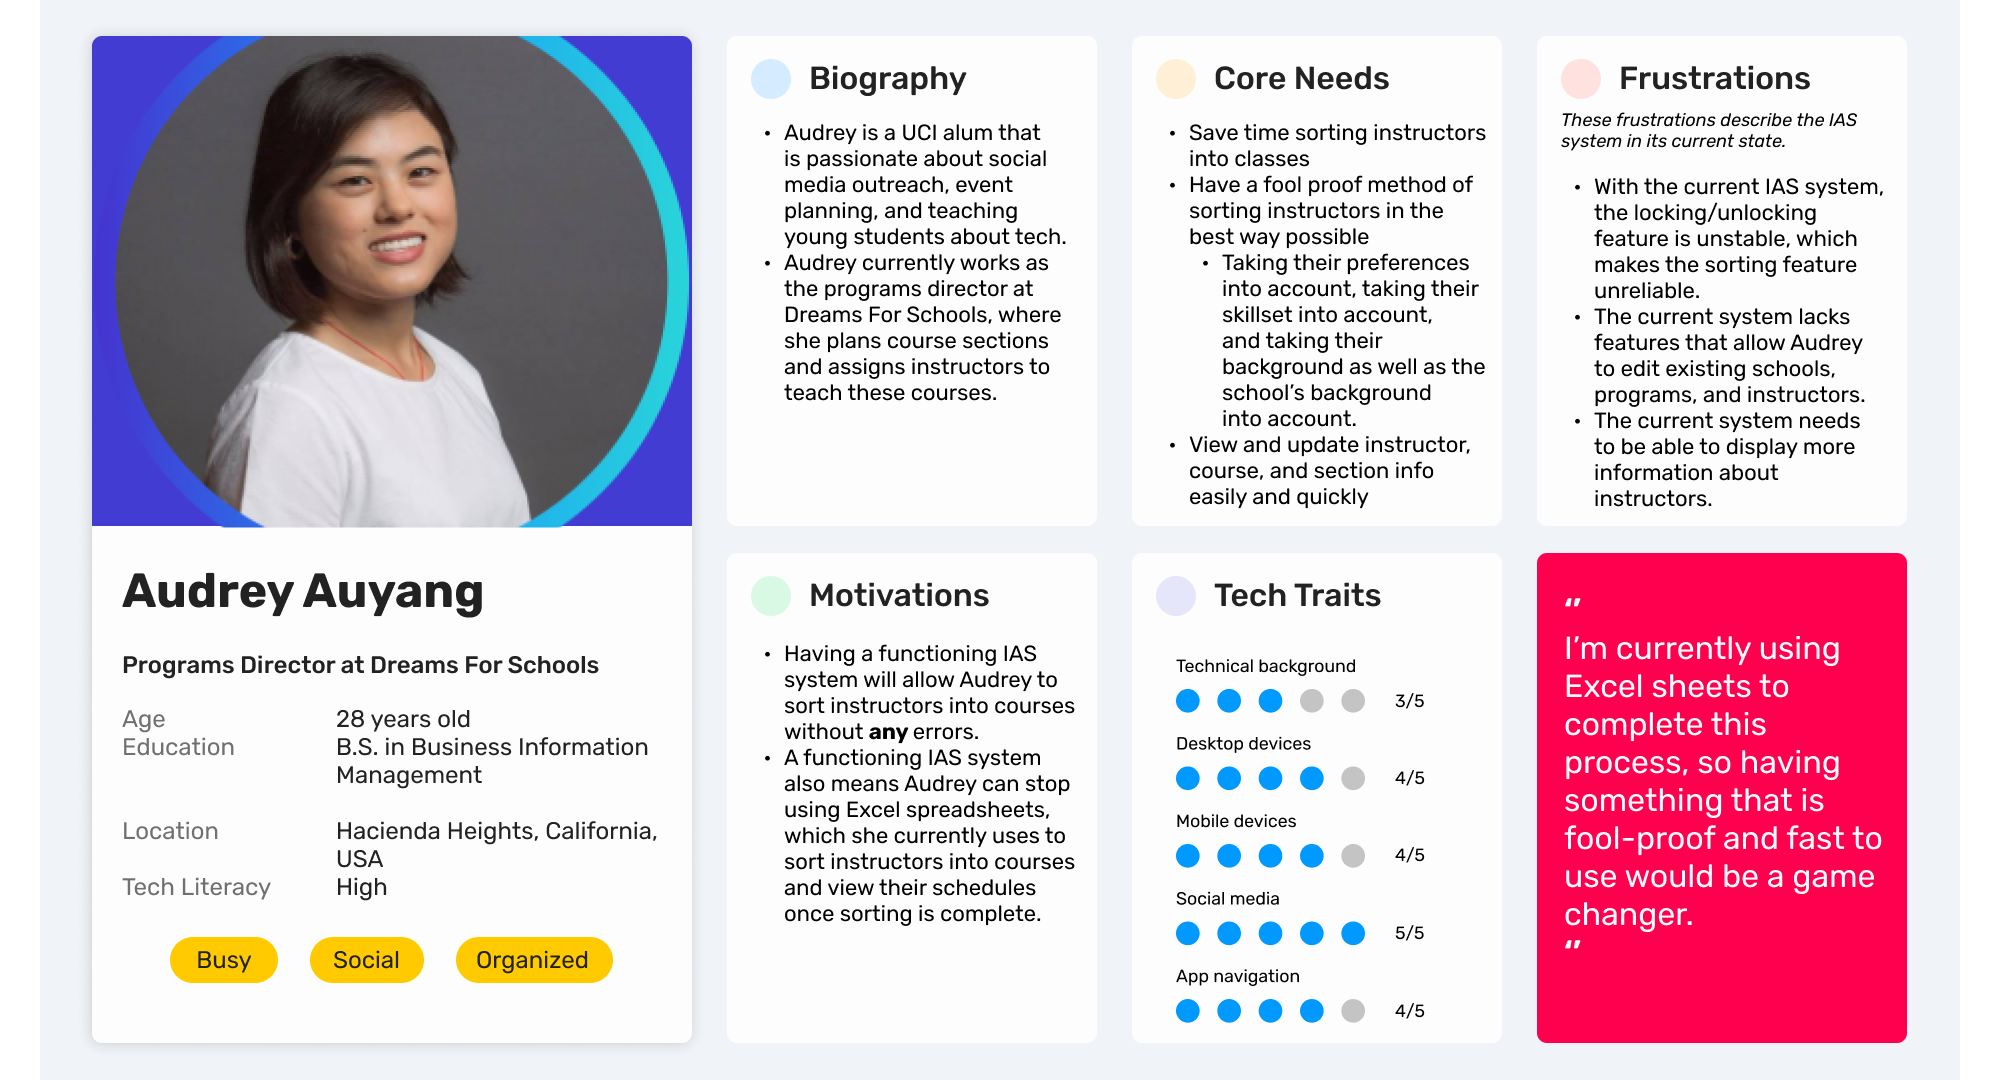 Audrey Auyang
Programs Director at Dreams For Schools
Age 28 years old
Education B.S. in Business Information
Management
Location Hacienda Heights, California,
USA
Tech Literacy High
Busy Social Organized
Biography
• Audrey is a UCI alum that
is passionate about social
media outreach, event
planning, and teaching
young students about tech.
• Audrey currently works as
the programs director at
Dreams For Schools, where
she plans course sections
and assigns instructors to
teach these courses.
Core Needs
• Save time sorting instructors
into classes
• Have a fool proof method of
sorting instructors in the
best way possible
• Taking their preferences
into account, taking their
skillset into account,
and taking their
background as well as the
school’s background
into account.
• View and update instructor,
course, and section info
easily and quickly
Frustrations
These frustrations describe the IAS
system in its current state.
• With the current IAS system,
the locking/unlocking
feature is unstable, which
makes the sorting feature
unreliable.
• The current system lacks
features that allow Audrey
to edit existing schools,
programs, and instructors.
• The current system needs
to be able to display more
information about
instructors.
Motivations
• Having a functioning IAS
system will allow Audrey to
sort instructors into courses
without any errors.
• A functioning IAS system
also means Audrey can stop
using Excel spreadsheets,
which she currently uses to
sort instructors into courses
and view their schedules
once sorting is complete.
Tech Traits
Technical background
3/5
Desktop devices
4/5
Mobile devices
4/5
Social media
5/5
App navigation
4/5
“
I’m currently using
Excel sheets to
complete this
process, so having
something that is
fool-proof and fast to
use would be a game
changer.
“